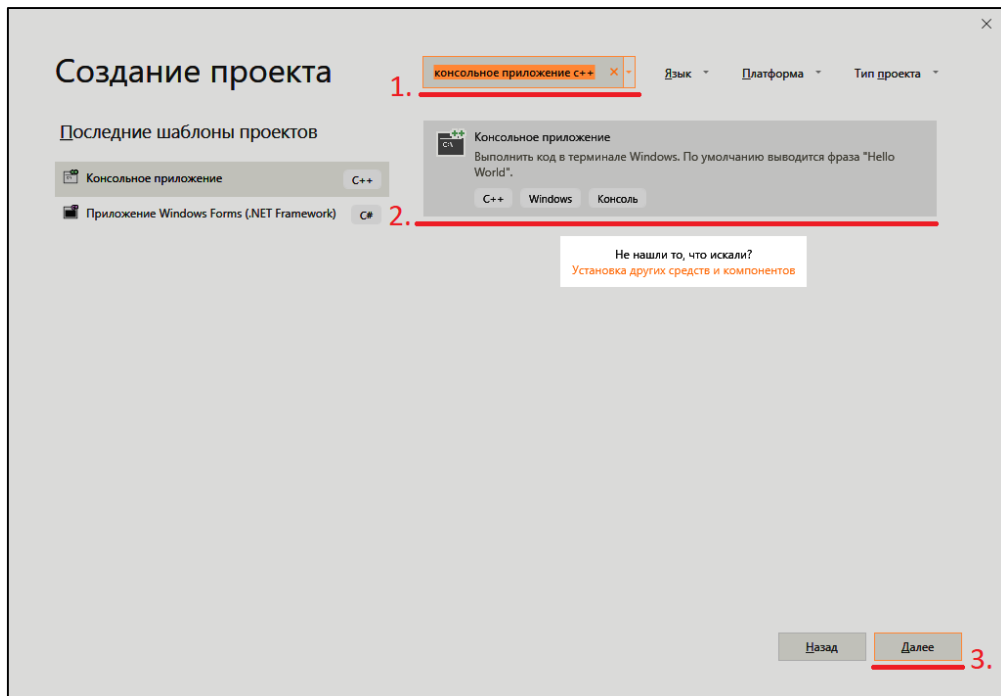 Создание проекта
1.
консольное приложение c++
Язык
Платформа
Тип проекта
Последние шаблоны проектов
Консольное приложение
C++
Приложение Windows Forms (.NET Framework)
C#
2.
C:\
Консольное приложение
Выполнить код в терминале Windows. По умолчанию выводится фраза "Hello
World".
C++
Windows
Консоль
Не нашли то, что искали?
Установка других средств и компонентов
Назад
Далее
3.